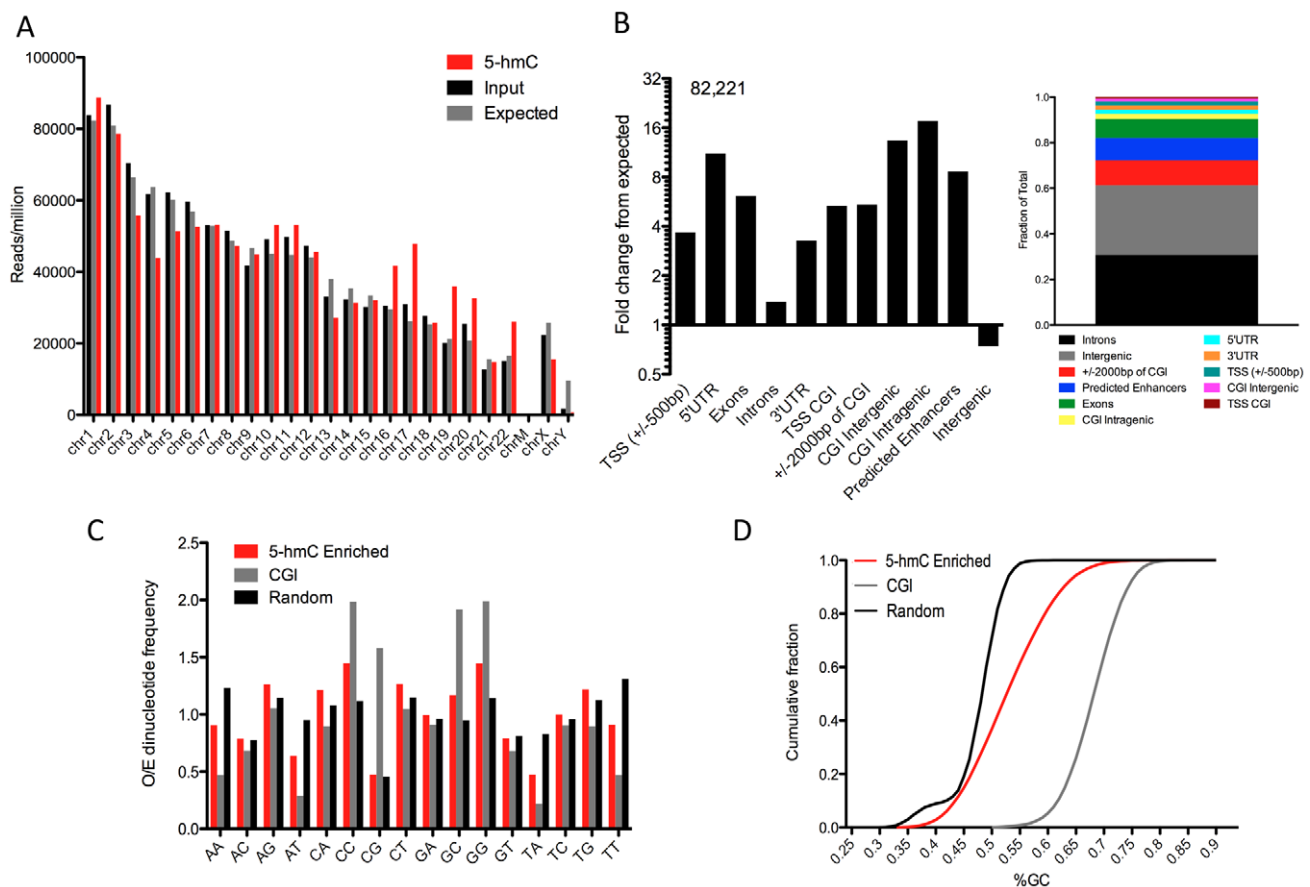 A
100000
80000
60000
40000
20000
0
Reads/million
5-hmC
Input
Expected
chr1
chr2
chr3
chr4
chr5
chr6
chr7
chr8
chr9
chr10
chr11
chr12
chr13
chr14
chr15
chr16
chr17
chr18
chr19
chr20
chr21
chr22
chrM
chrX
chrY
B
82,221
32
16
8
4
2
1
0.5
Fold change from expected
TSS (+/-500bp)
5'UTR
Exons
Introns
3'UTR
TSS CGI
+/-2000bp of CGI
CGI Intergenic
CGI Intragenic
Predicted Enhancers
Intergenic
1.0
0.8
0.6
0.4
0.2
0.0
Fraction of Total
Introns
Intergenic
+/-2000bp of CGI
Predicted Enhancers
Exons
CGI Intragenic
5'UTR
3'UTR
TSS (+/-500bp)
CGI Intergenic
TSS CGI
C
2.5
2.0
1.5
1.0
0.5
0.0
O/E dinucleotide frequency
5-hmC Enriched
CGI
Random
AA
AC
AG
AT
CA
CC
CG
CT
GA
GC
GG
GT
TA
TC
TG
TT
D
1.0
0.8
0.6
0.4
0.2
0.0
Cumulative fraction
5-hmC Enriched
CGI
Random
0.25
0.3
0.35
0.4
0.45
0.5
0.55
0.6
0.65
0.7
0.75
0.8
0.85
0.9
%GC